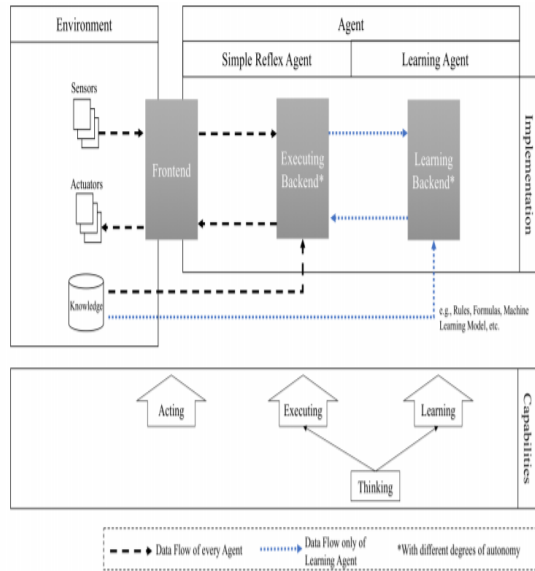 Environment
Agent
Simple Reflex Agent
Learning Agent
Sensors
Frontend
Executing
Backend*
Learning
Backend*
Implementation
Actuators
Knowledge
e.g., Rules, Formulas, Machine
Learning Model, etc.
Acting
Executing
Learning
Thinking
Capabilities
Data Flow of every Agent
Data Flow only of
Learning Agent
*With different degrees of autonomy